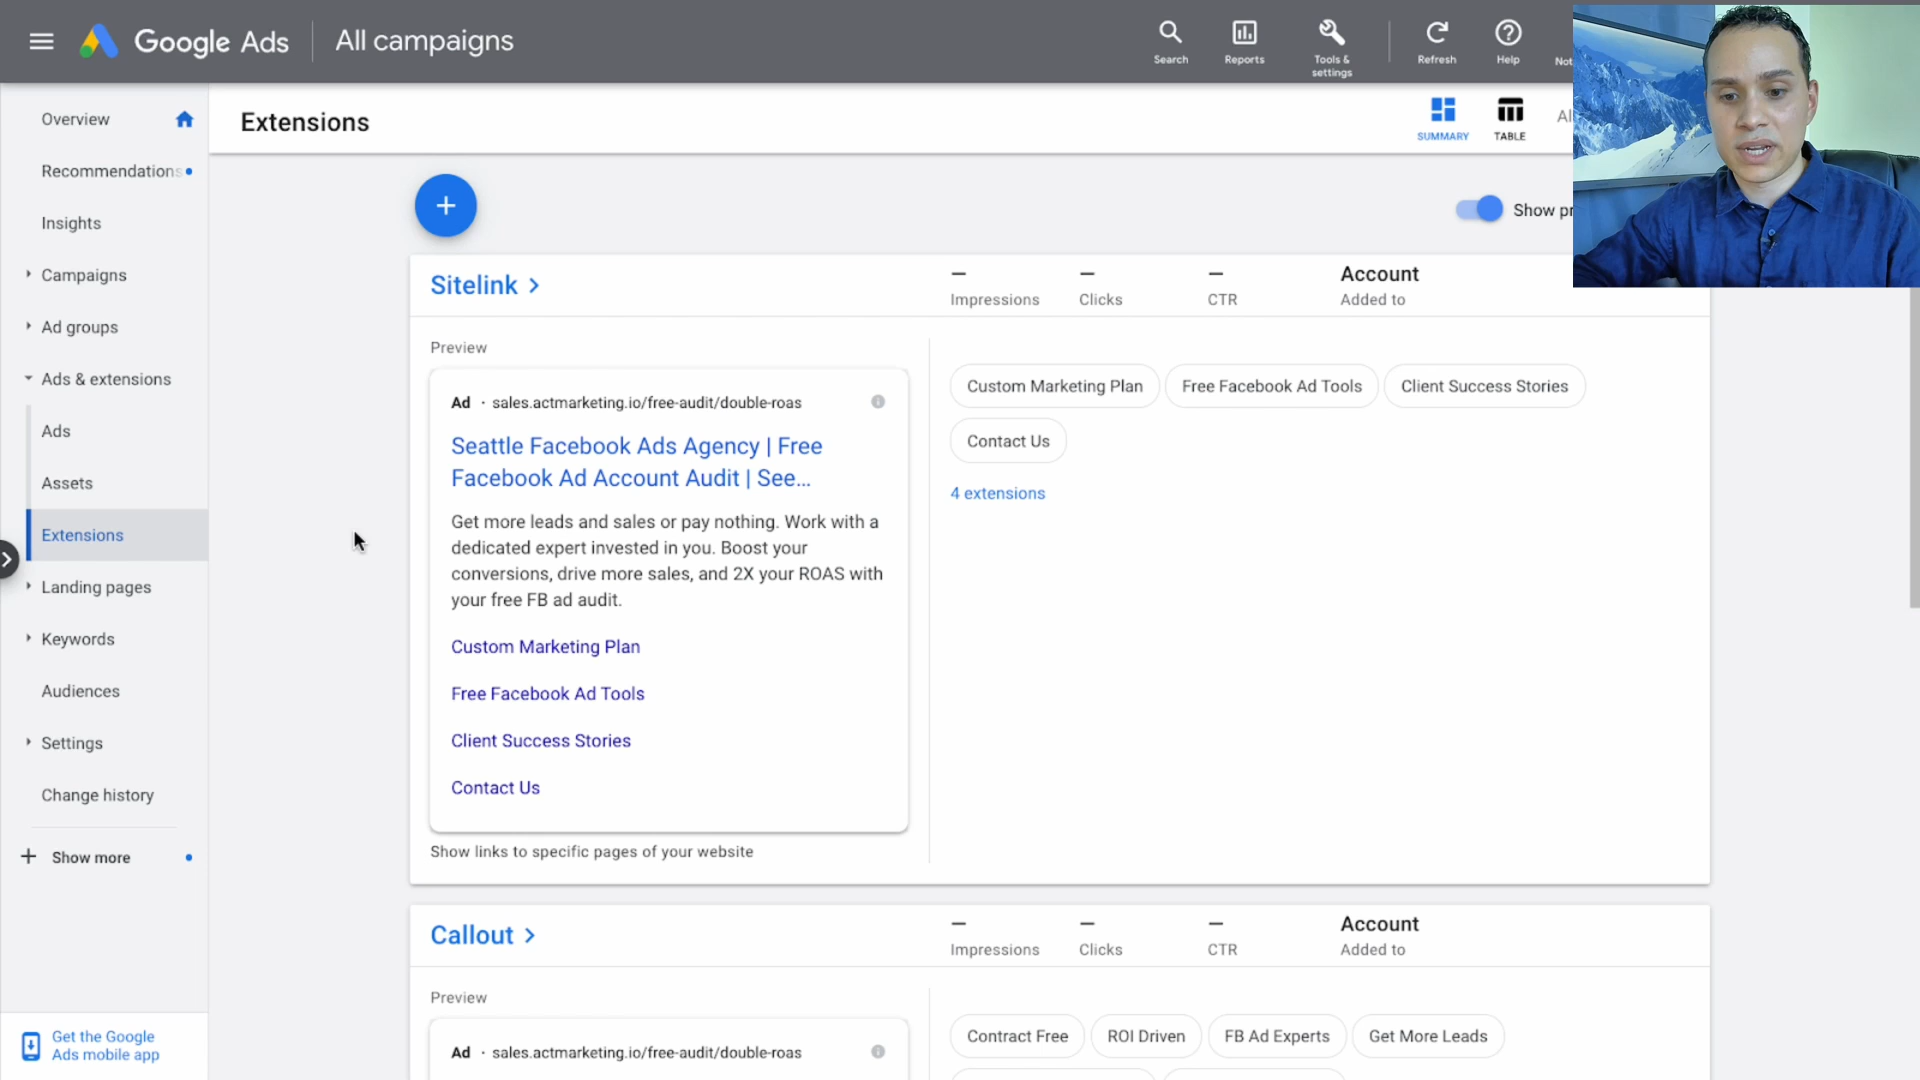 Google Ads
All campaigns
Search
Reports
Tools &
settings
Refresh
Help
Not
Overview
Recommendations
Insights
Campaigns
Ad groups
Ads & extensions
Ads
Assets
Extensions
Landing pages
Keywords
Audiences
Settings
Change history
Show more
Get the Google
Ads mobile app
Extensions
SUMMARY
TABLE
Al
Show pr
Sitelink
Impressions
Clicks
CTR
Account
Added to
Preview
Ad · sales.actmarketing.io/free-audit/double-roas
Seattle Facebook Ads Agency | Free
Facebook Ad Account Audit | See...
Get more leads and sales or pay nothing. Work with a
dedicated expert invested in you. Boost your
conversions, drive more sales, and 2X your ROAS with
your free FB ad audit.
Custom Marketing Plan
Free Facebook Ad Tools
Client Success Stories
Contact Us
Show links to specific pages of your website
Custom Marketing Plan
Free Facebook Ad Tools
Client Success Stories
Contact Us
4 extensions
Callout
Impressions
Clicks
CTR
Account
Added to
Preview
Ad · sales.actmarketing.io/free-audit/double-roas
Contract Free
ROI Driven
FB Ad Experts
Get More Leads